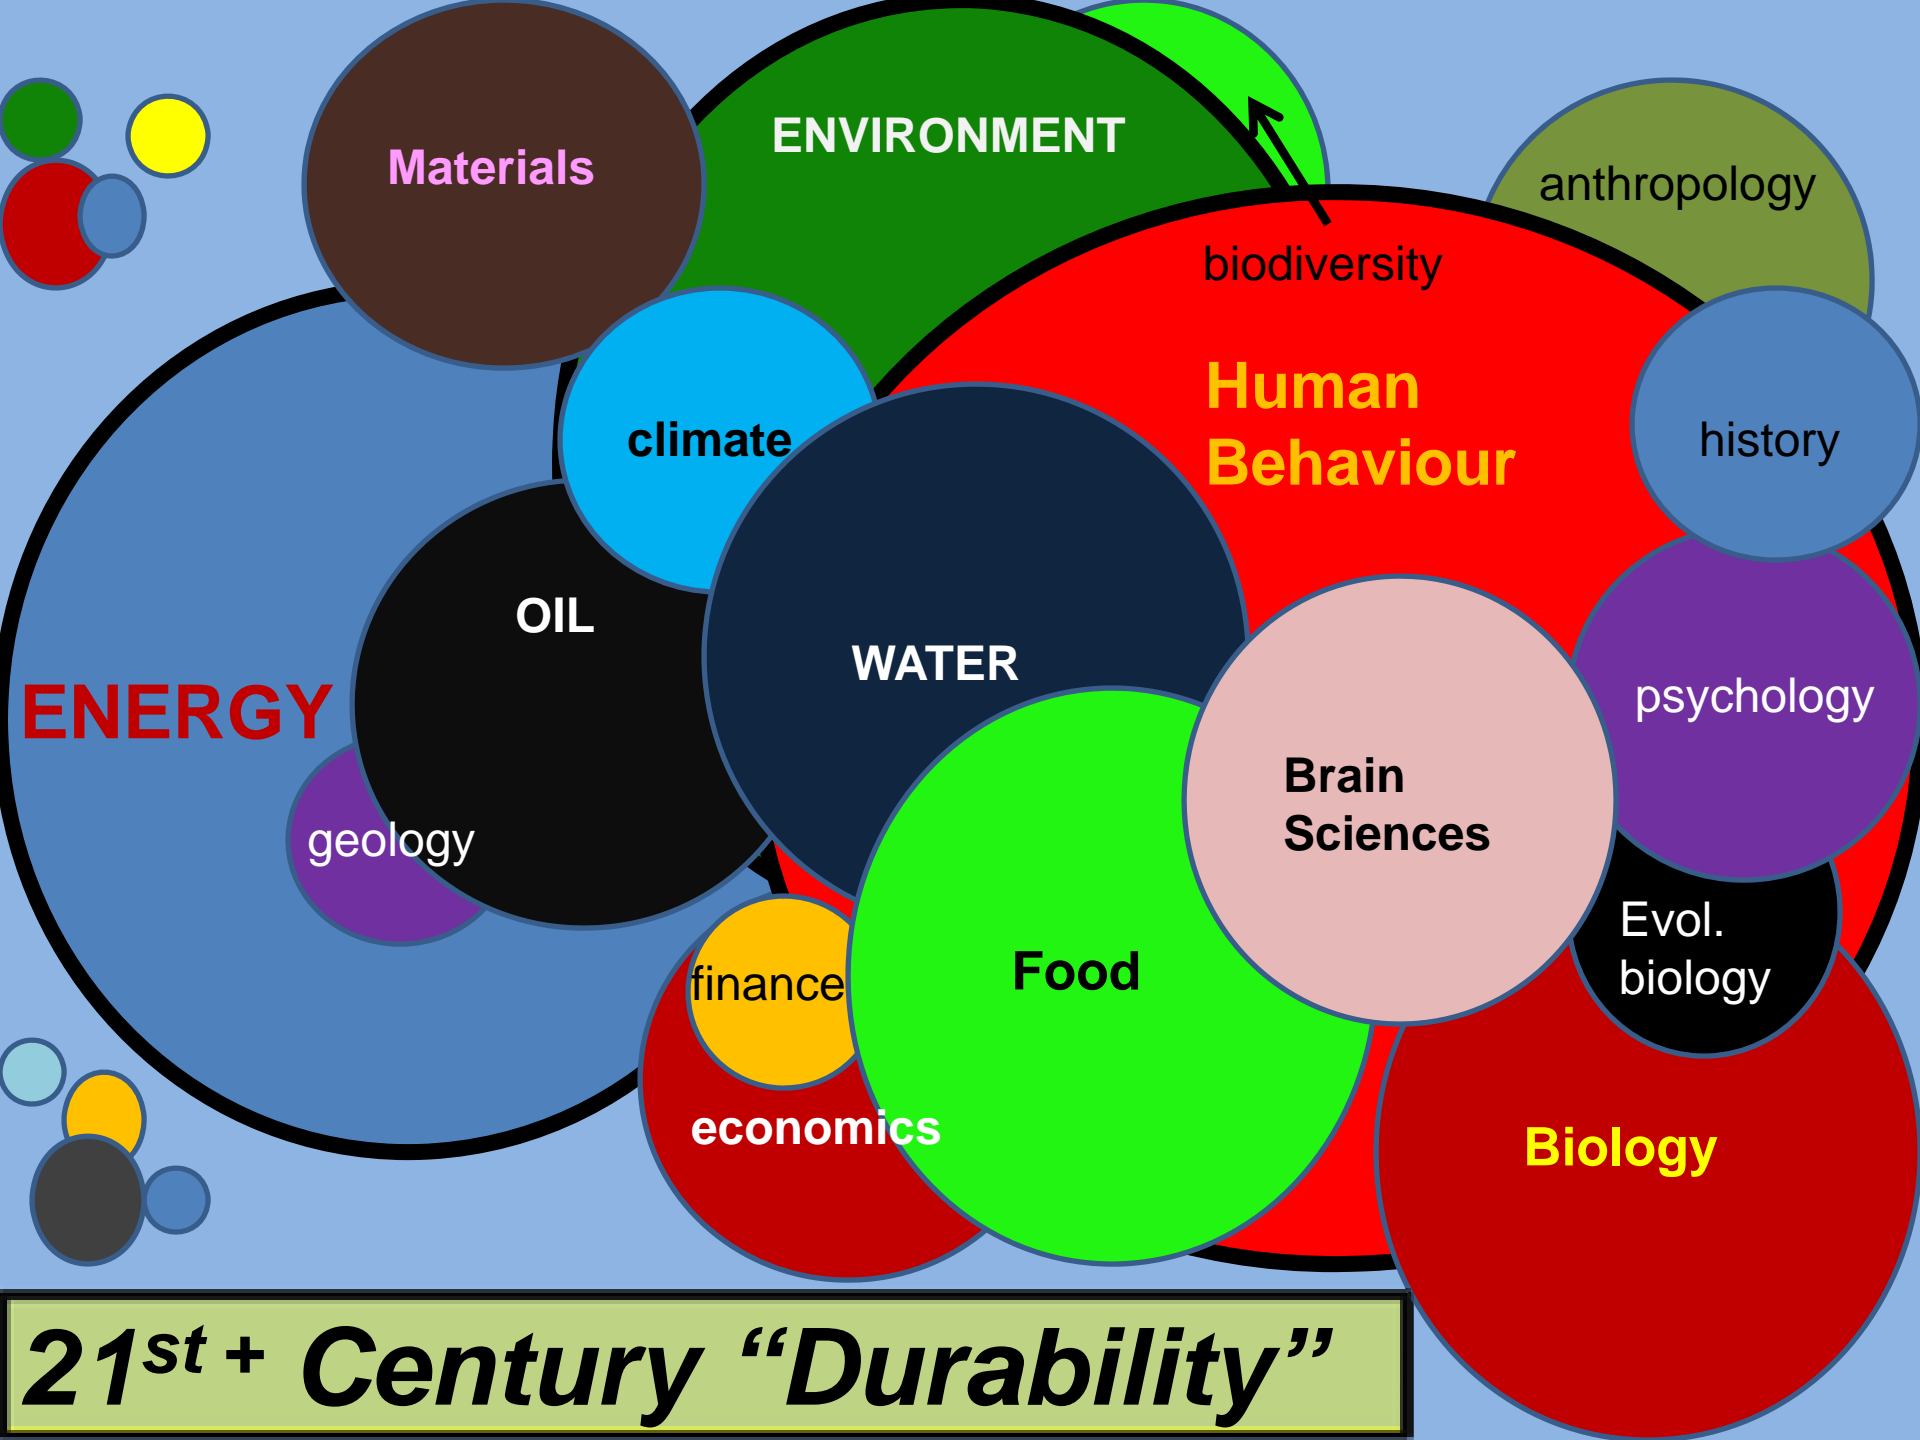 ENVIRONMENT
Materials
anthropology
biodiversity
Human
Behaviour
climate
history
OIL
WATER
ENERGY
psychology
Brain
Sciences
geology
Evol.
biology
finance
Food
economics
Biology
21st + Century “Durability”